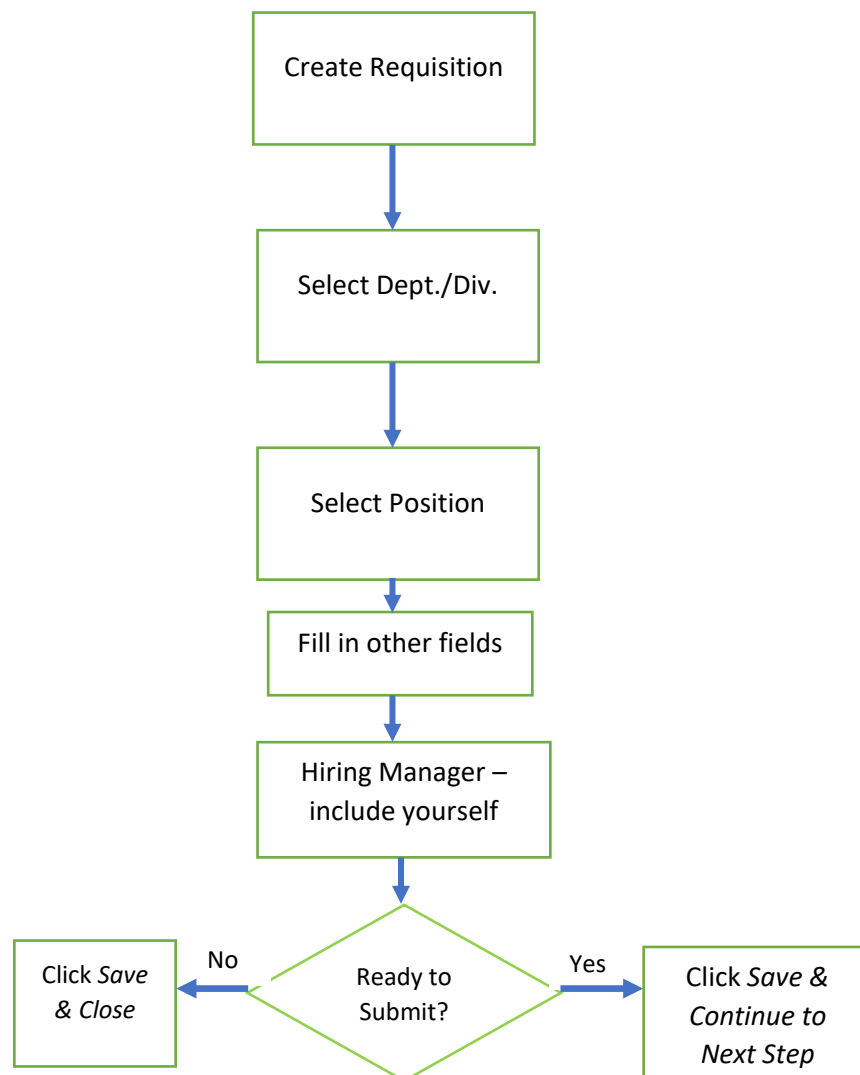 Create Requisition
Select Dept./Div.
Select Position
Fill in other fields
Hiring Manager –
include yourself
No
Click Save
& Close
Ready to
Submit?
Yes
Click Save &
Continue to
Next Step